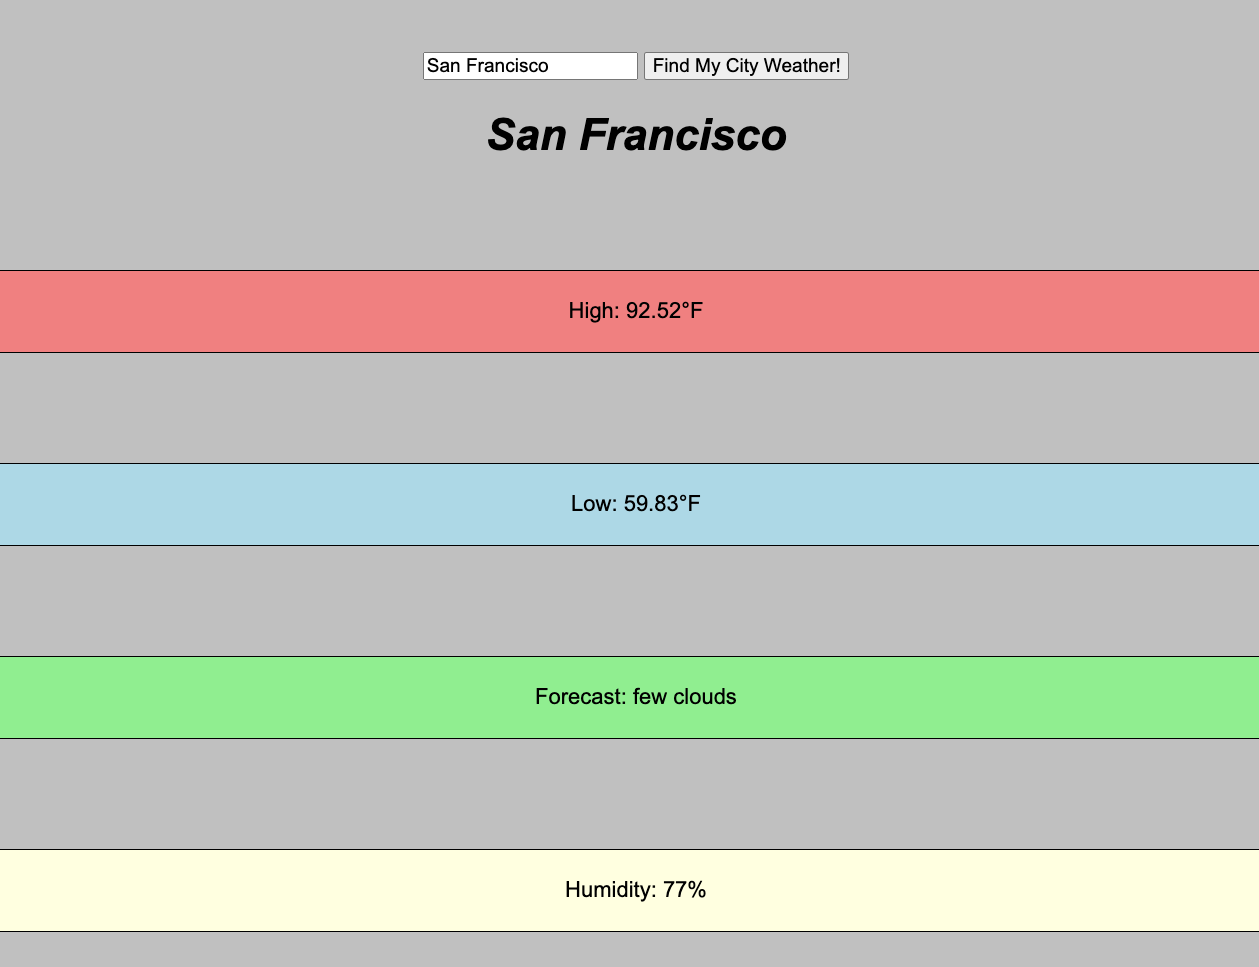 San Francisco Find My City Weather!
San Francisco
High: 92.52°F
Low: 59.83°F
Forecast: few clouds
Humidity: 77%